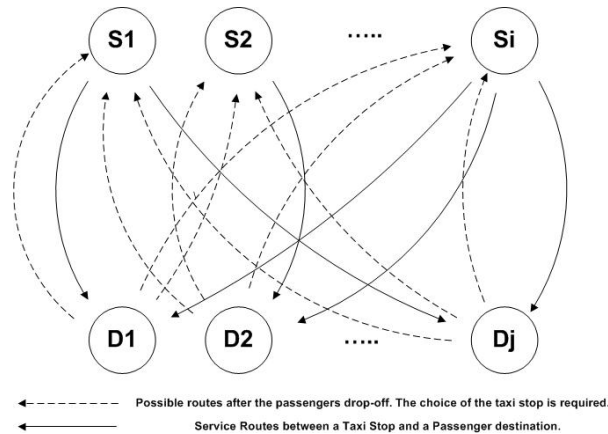 S1 S2 ..... Si
D1 D2 ..... Dj
Possible routes after the passengers drop-off. The choice of the taxi stop is required.
Service Routes between a Taxi Stop and a Passenger destination.